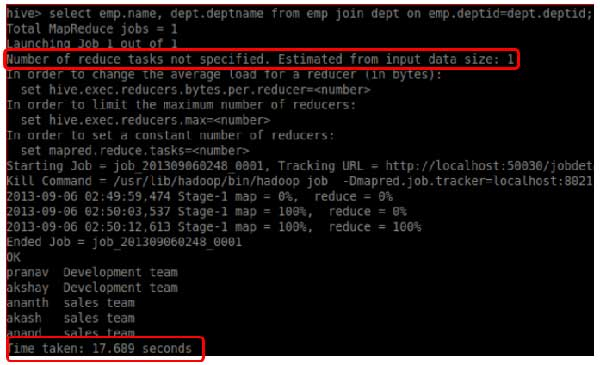 hive> select emp.name, dept.deptname from emp join dept on emp.deptid=dept.deptid;
Total MapReduce jobs = 1
Launching Job 1 out of 1
Number of reduce tasks not specified. Estimated from input data size: 1
In order to change the average load for a reducer (in bytes):
  set hive.exec.reducers.bytes.per.reducer=<number>
In order to limit the maximum number of reducers:
  set hive.exec.reducers.max=<number>
In order to set a constant number of reducers:
  set mapred.reduce.tasks=<number>
Starting Job = job_201309060248_0001, Tracking URL = http://localhost:50030/jobdet
Kill Command = /usr/lib/hadoop/bin/hadoop job  -Dmapred.job.tracker=localhost:8021
2013-09-06 02:49:59,474 Stage-1 map = 0%,  reduce = 0%
2013-09-06 02:50:03,537 Stage-1 map = 100%,  reduce = 0%
2013-09-06 02:50:12,613 Stage-1 map = 100%,  reduce = 100%
Ended Job = job_201309060248_0001
OK
pranav  Development team
akshay  Development team
ananth  sales team
akash   sales team
anand   sales team
Time taken: 17.689 seconds